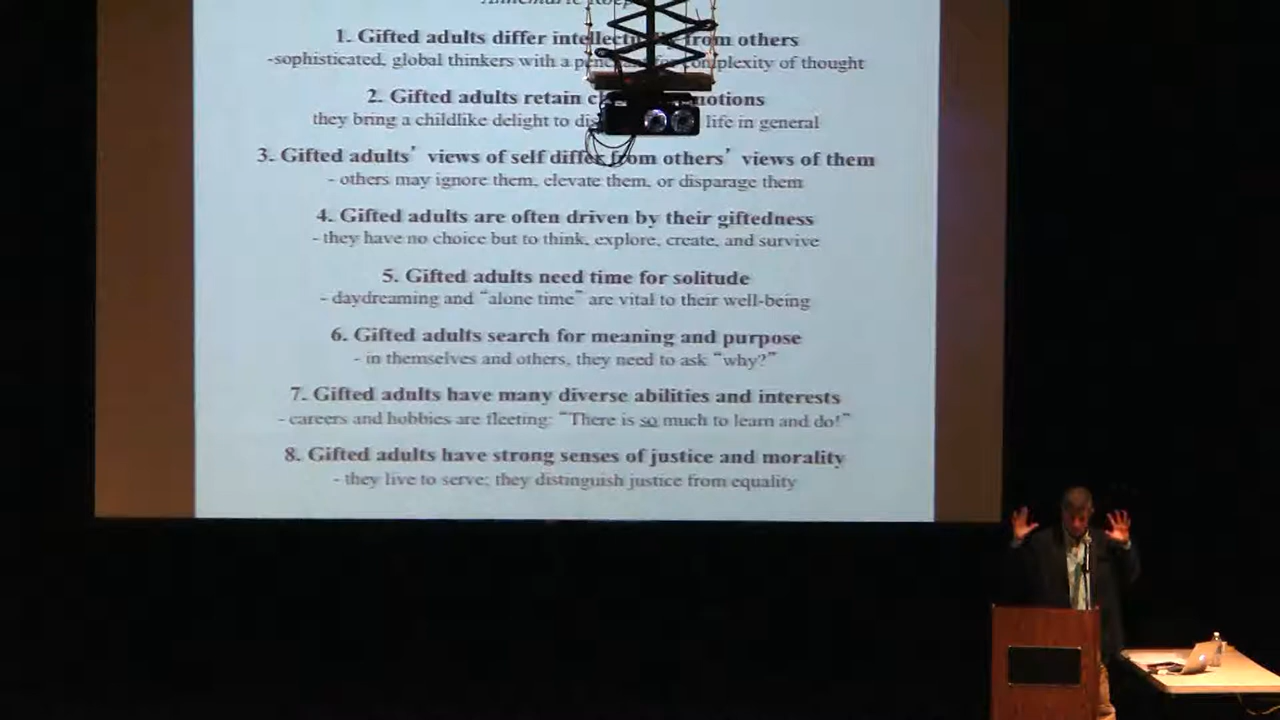 1. Gifted adults differ from others
-sophisticated, global thinkers with a complexity of thought
2. Gifted adults retain
they bring a childlike delight to life in general
3. Gifted adults' views of self differ from others' views of them
- others may ignore them, elevate them, or disparage them
4. Gifted adults are often driven by their giftedness
- they have no choice but to think, explore, create, and survive
5. Gifted adults need time for solitude
- daydreaming and "alone time" are vital to their well-being
6. Gifted adults search for meaning and purpose
- in themselves and others, they need to ask "why?"
7. Gifted adults have many diverse abilities and interests
- careers and hobbies are fleeting: "There is so much to learn and do!"
8. Gifted adults have strong senses of justice and morality
- they live to serve; they distinguish justice from equality